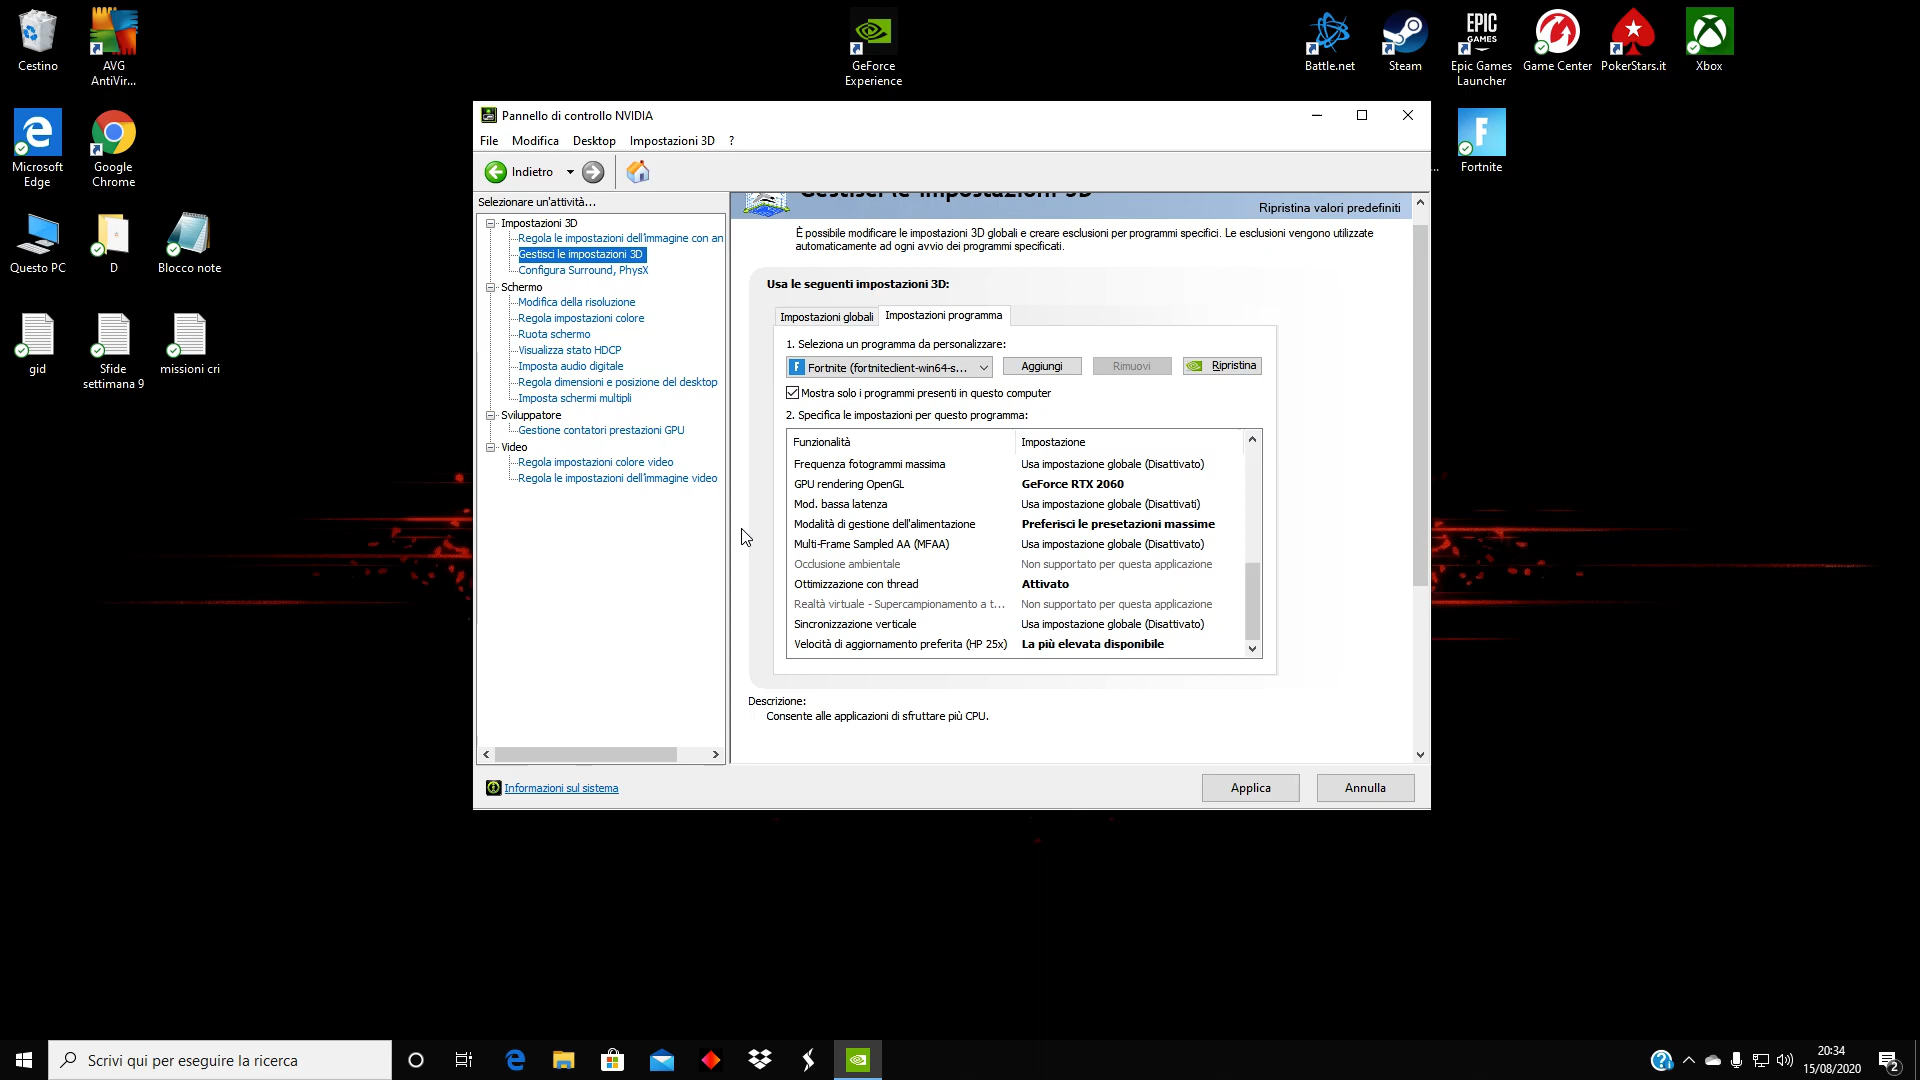 Cestino
AVG
AntiVir...
GeForce
Experience
Battle.net
Steam
EPIC
GAMES
Epic Games
Launcher
Game Center
PokerStars.it
Xbox
Microsoft
Edge
Google
Chrome
Fortnite
Questo PC
D
Blocco note
gid
Sfide
settimana 9
missioni cri
Pannello di controllo NVIDIA
File Modifica Desktop Impostazioni 3D ?
Indietro
Selezionare un'attività...
Impostazioni 3D
Regola le impostazioni dell'immagine con an
Gestisci le impostazioni 3D
Configura Surround, PhysX
Schermo
Modifica della risoluzione
Regola impostazioni colore
Ruota schermo
Visualizza stato HDCP
Imposta audio digitale
Regola dimensioni e posizione del desktop
Imposta schermi multipli
Sviluppatore
Gestione contatori prestazioni GPU
Video
Regola impostazioni colore video
Regola le impostazioni dell'immagine video
Gestisci le impostazioni 3D
Ripristina valori predefiniti
È possibile modificare le impostazioni 3D globali e creare esclusioni per programmi specifici. Le esclusioni vengono utilizzate
automaticamente ad ogni avvio dei programmi specificati.
Usa le seguenti impostazioni 3D:
Impostazioni globali Impostazioni programma
1. Seleziona un programma da personalizzare:
Fortnite (fortniteclient-win64-s... Aggiungi Rimuovi Ripristina
Mostra solo i programmi presenti in questo computer
2. Specifica le impostazioni per questo programma:
Funzionalità Impostazione
Frequenza fotogrammi massima Usa impostazione globale (Disattivato)
GPU rendering OpenGL GeForce RTX 2060
Mod. bassa latenza Usa impostazione globale (Disattivati)
Modalità di gestione dell'alimentazione Preferisci le presetazioni massime
Multi-Frame Sampled AA (MFAA) Usa impostazione globale (Disattivato)
Occlusione ambientale Non supportato per questa applicazione
Ottimizzazione con thread Attivato
Realtà virtuale - Supercampionamento a t... Non supportato per questa applicazione
Sincronizzazione verticale Usa impostazione globale (Disattivato)
Velocità di aggiornamento preferita (HP 25x) La più elevata disponibile
Descrizione:
Consente alle applicazioni di sfruttare più CPU.
Informazioni sul sistema
Applica Annulla
Scrivi qui per eseguire la ricerca
20:34
15/08/2020
2